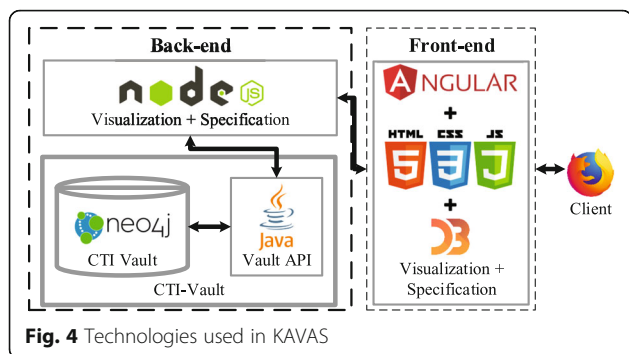 Back-end
node JS
Visualization + Specification
neo4j
CTI Vault
Java
Vault API
CTI-Vault
Front-end
ANGULAR
+
HTML CSS JS
5 3 J
+
D3
Visualization +
Specification
Client
Fig. 4 Technologies used in KAVAS